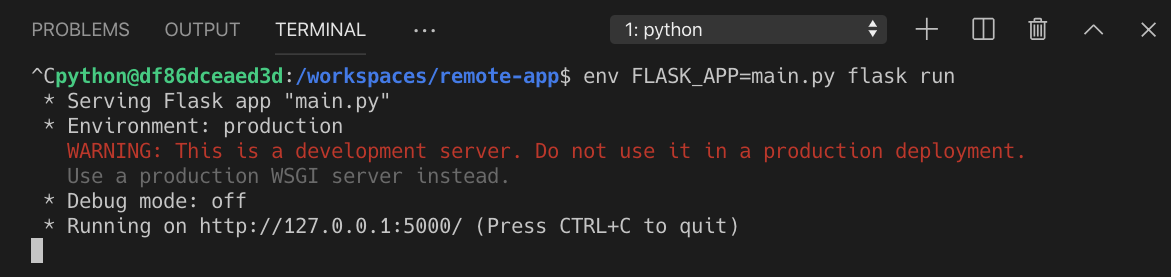 PROBLEMS OUTPUT TERMINAL ... 1: python
^Cpython@df86dceaed3d:/workspaces/remote-app$ env FLASK_APP=main.py flask run
* Serving Flask app "main.py"
* Environment: production
WARNING: This is a development server. Do not use it in a production deployment.
Use a production WSGI server instead.
* Debug mode: off
* Running on http://127.0.0.1:5000/ (Press CTRL+C to quit)